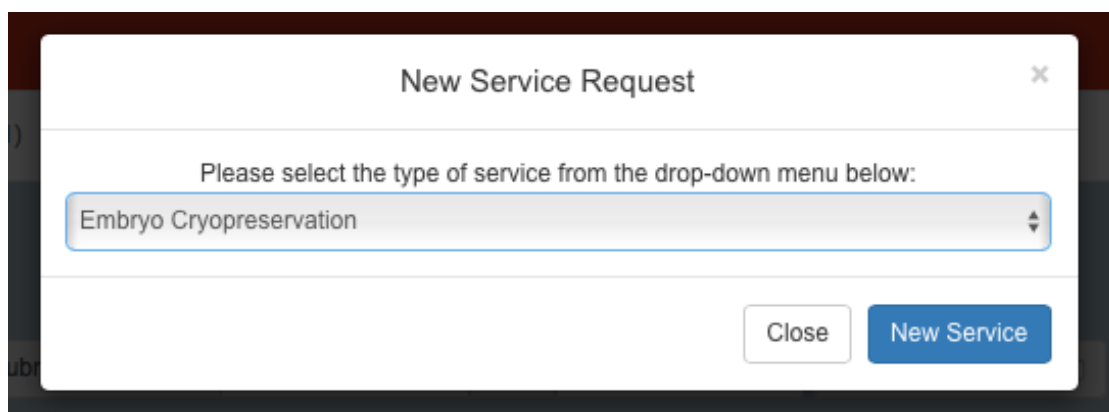 New Service Request
×
Please select the type of service from the drop-down menu below:
Embryo Cryopreservation
Close
New Service